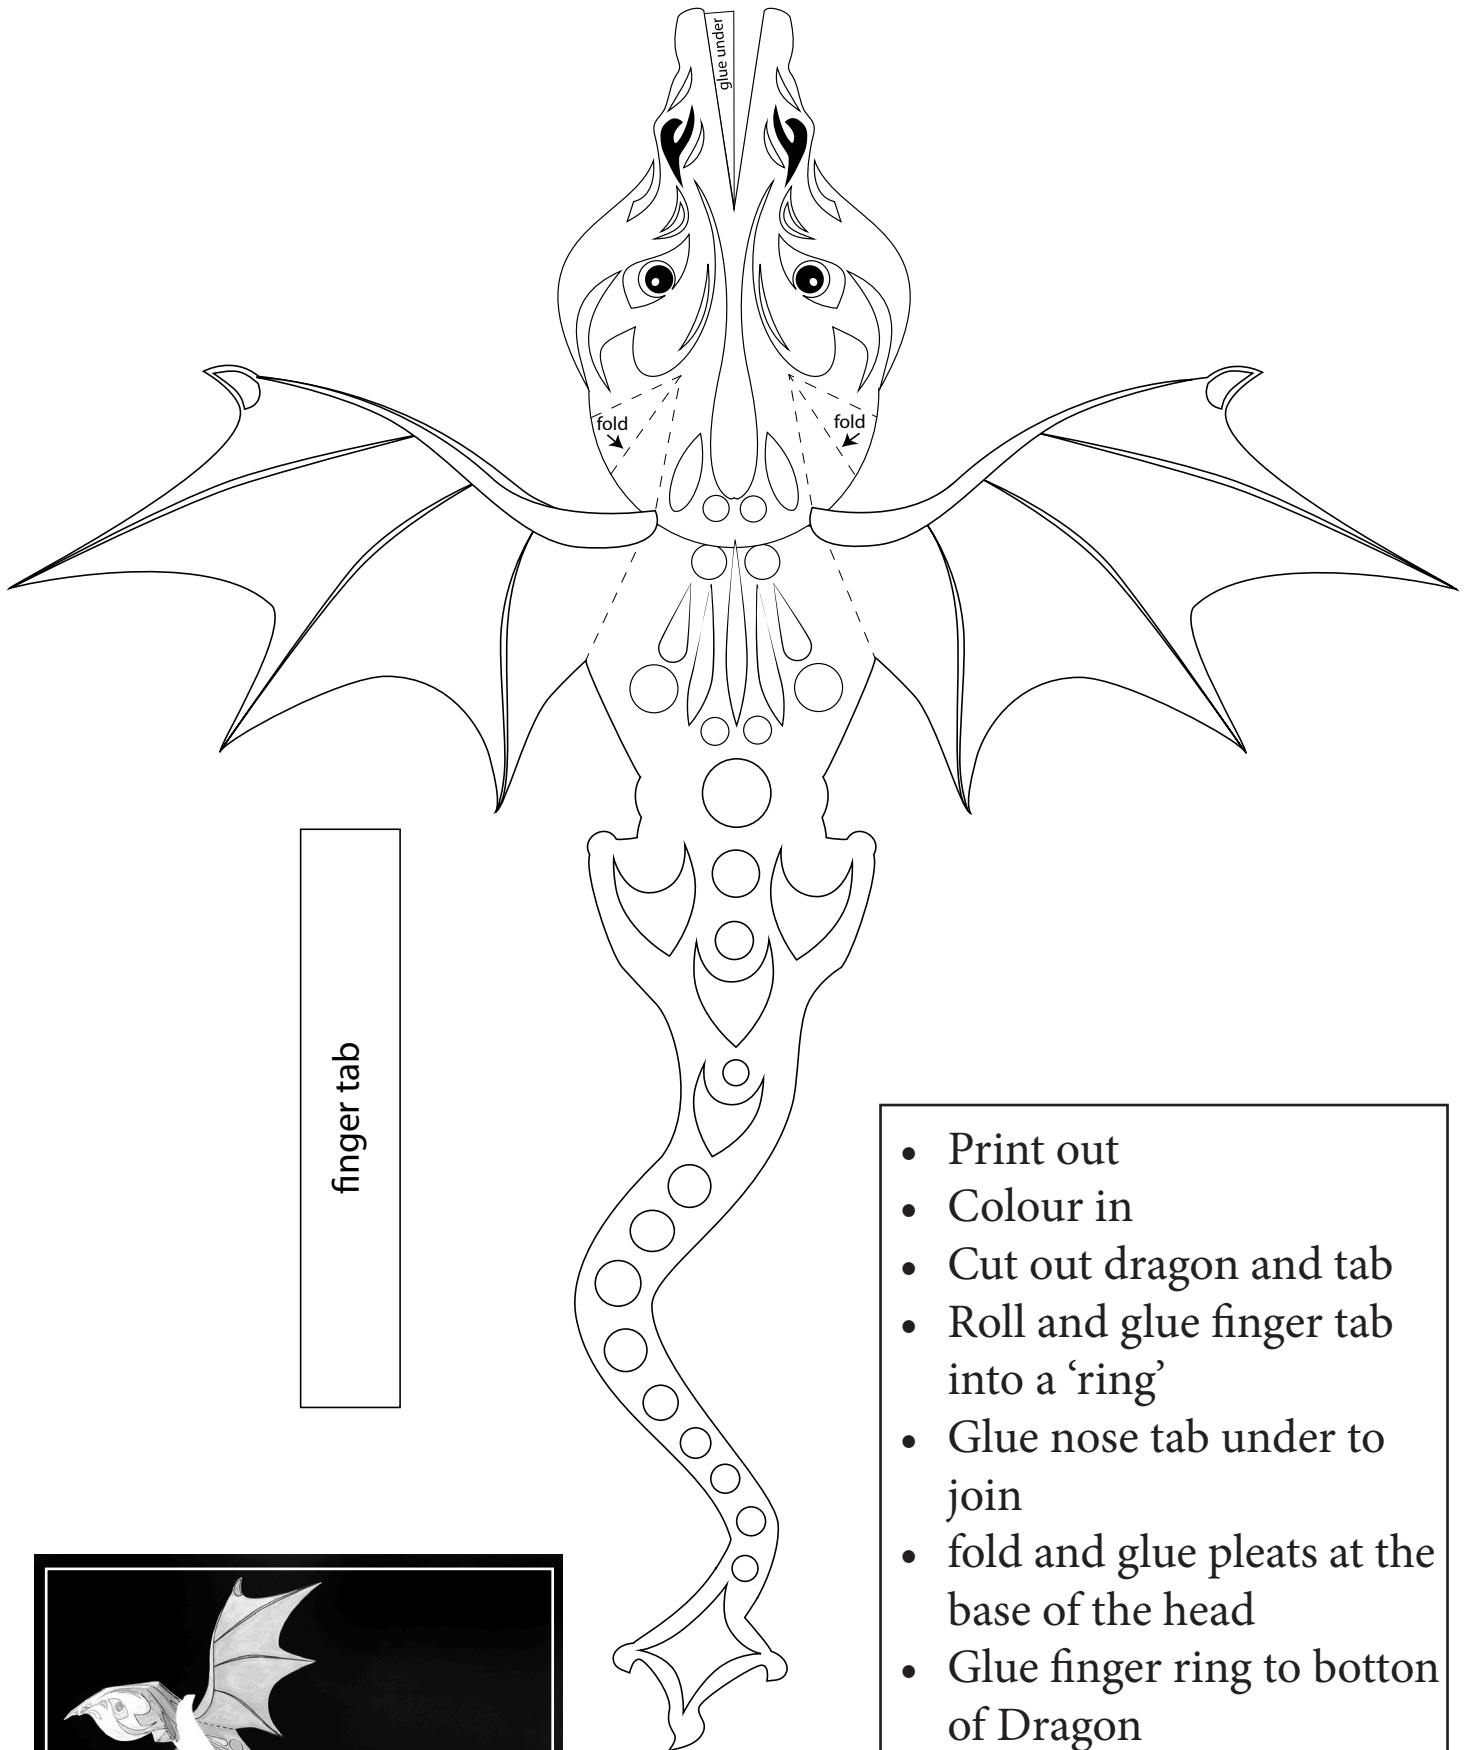 glue under
fold
fold
finger tab
• Print out
• Colour in
• Cut out dragon and tab
• Roll and glue finger tab
into a ‘ring’
• Glue nose tab under to
join
• fold and glue pleats at the
base of the head
• Glue finger ring to botton
of Dragon